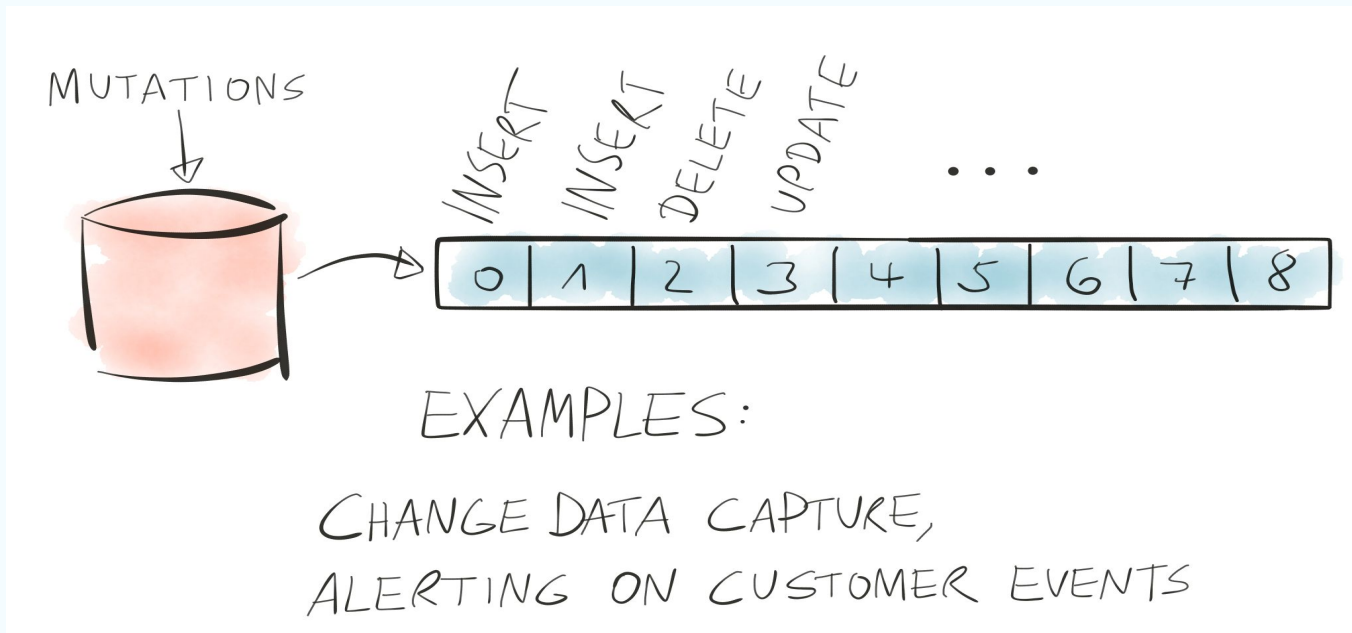 MUTATIONS
INSERT
INSERT
DELETE
UPDATE
...
0 1 2 3 4 5 6 7 8
EXAMPLES:
CHANGE DATA CAPTURE,
ALERTING ON CUSTOMER EVENTS